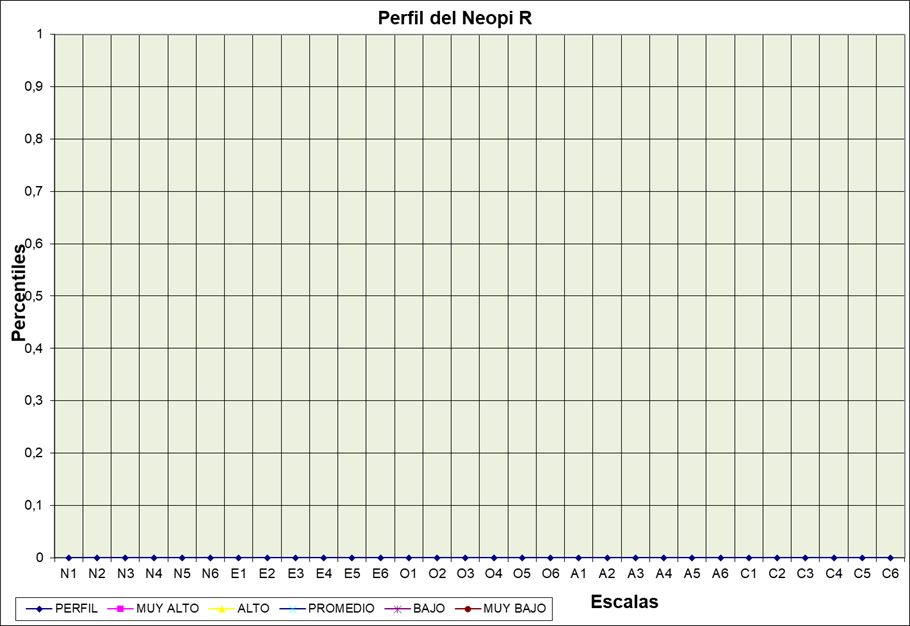 Perfil del Neopi R
Percentiles
1
0,9
0,8
0,7
0,6
0,5
0,4
0,3
0,2
0,1
0
N1 N2 N3 N4 N5 N6 E1 E2 E3 E4 E5 E6 O1 O2 O3 O4 O5 O6 A1 A2 A3 A4 A5 A6 C1 C2 C3 C4 C5 C6
Escalas
PERFIL MUY ALTO ALTO PROMEDIO BAJO MUY BAJO